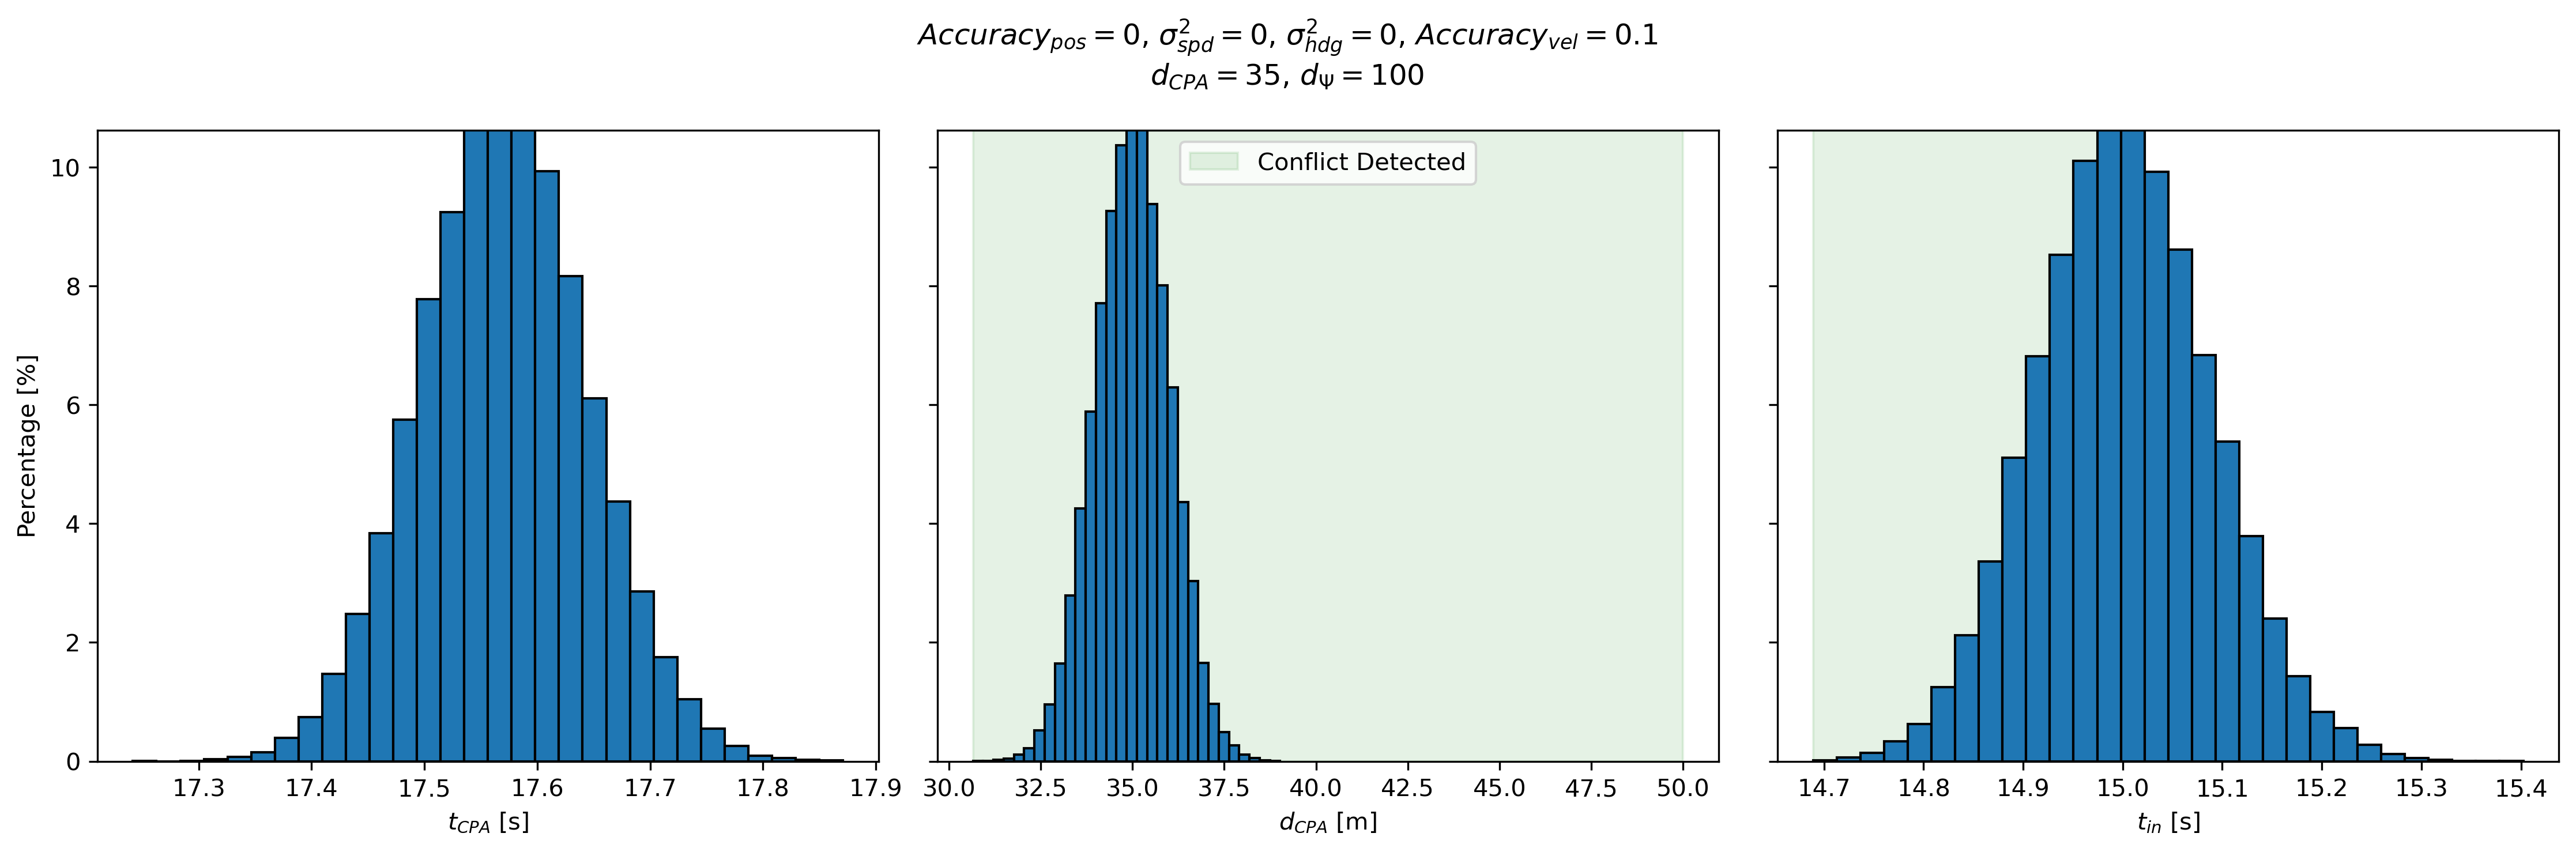 Accuracy_pos = 0, σ²_spd = 0, σ²_hdg = 0, Accuracy_vel = 0.1
d_CPA = 35, d_Ψ = 100
Percentage [%]
10
8
6
4
2
0
17.3 17.4 17.5 17.6 17.7 17.8 17.9
t_CPA [s]
Conflict Detected
30.0 32.5 35.0 37.5 40.0 42.5 45.0 47.5 50.0
d_CPA [m]
14.7 14.8 14.9 15.0 15.1 15.2 15.3 15.4
t_in [s]